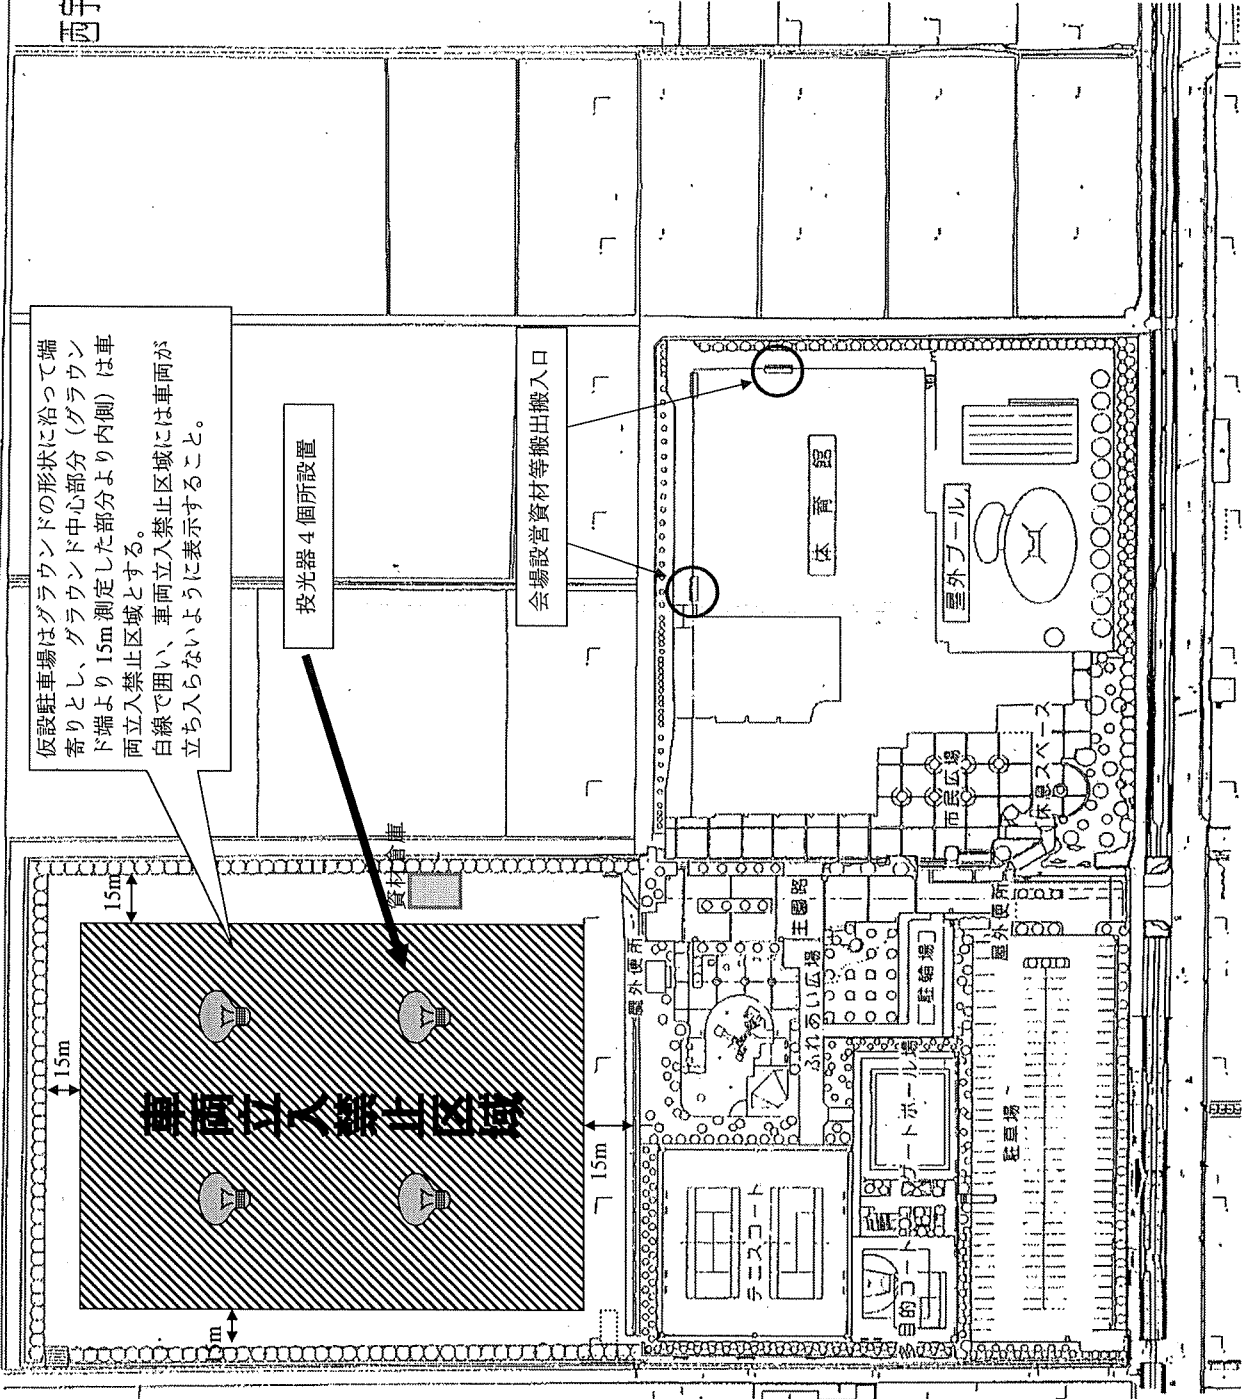 西宇
仮設駐車場はグラウンドの形状に沿って端
寄りとし、グラウンド中心部分（グラウン
ド端より15m測定した部分より内側）は車
両立入禁止区域とする。
白線で囲い、車両立入禁止区域には車両が
立ち入らないように表示すること。
投光器４個所設置
会場設営資材等搬出搬入口
資材倉庫
15m
15m
15m
車両立入禁止区域
体育館
屋外プール
市民広場
休息スペース
主園路
屋外便所
屋外便所
ふれあい広場
駐輪場
ゲートボール場
駐車場
テニスコート
多目的コート